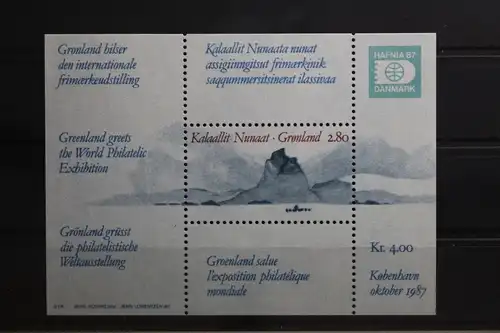 Grønland hilser
den internationale
frimærkeudstilling
Kalaallit Nunaata nunat
assigiinngitsut frimærkinik
saqqummersitsinerat ilassivaa
HAFNIA 87
DANMARK
Greenland greets
the World Philatelic
Exhibition
Kalaallit Nunaat · Grønland 2.80
Grönland grüsst
die philatelistische
Weltausstellung
Groenland salue
l'exposition philatélique
mondiale
Kr. 4.00
København
oktober 1987